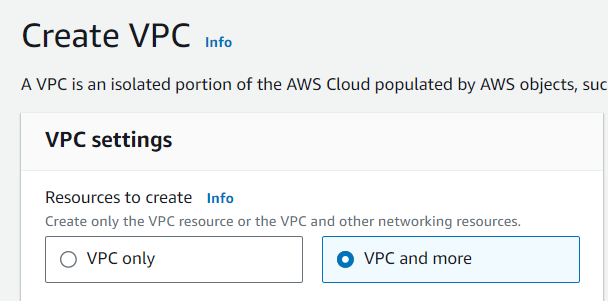 Create VPC Info
A VPC is an isolated portion of the AWS Cloud populated by AWS objects, suc
VPC settings
Resources to create Info
Create only the VPC resource or the VPC and other networking resources.
VPC only
VPC and more